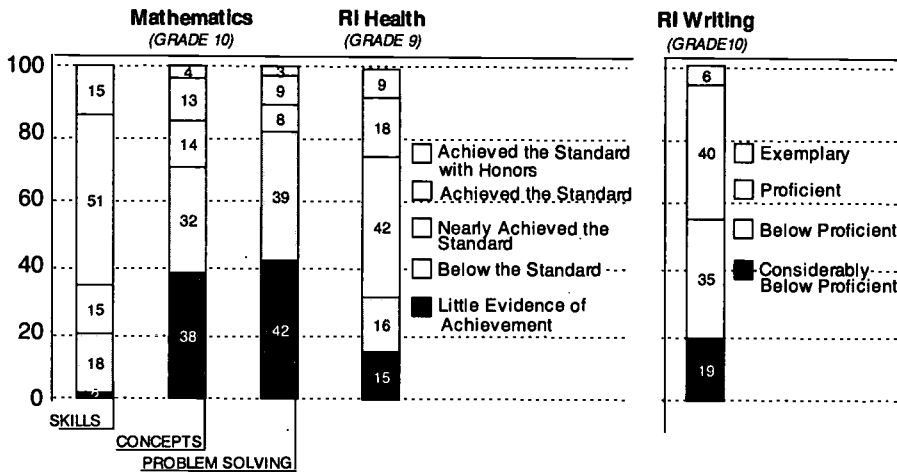 Mathematics
(GRADE 10)
RI Health
(GRADE 9)
RI Writing
(GRADE10)
100
80
60
40
20
0
15
51
15
18
4
13
14
32
38
3
9
8
39
42
9
18
42
16
15
Achieved the Standard
with Honors
Achieved the Standard
Nearly Achieved the
Standard
Below the Standard
Little Evidence of
Achievement
6
40
35
19
Exemplary
Proficient
Below Proficient
Considerably
Below Proficient
SKILLS
CONCEPTS
PROBLEM SOLVING